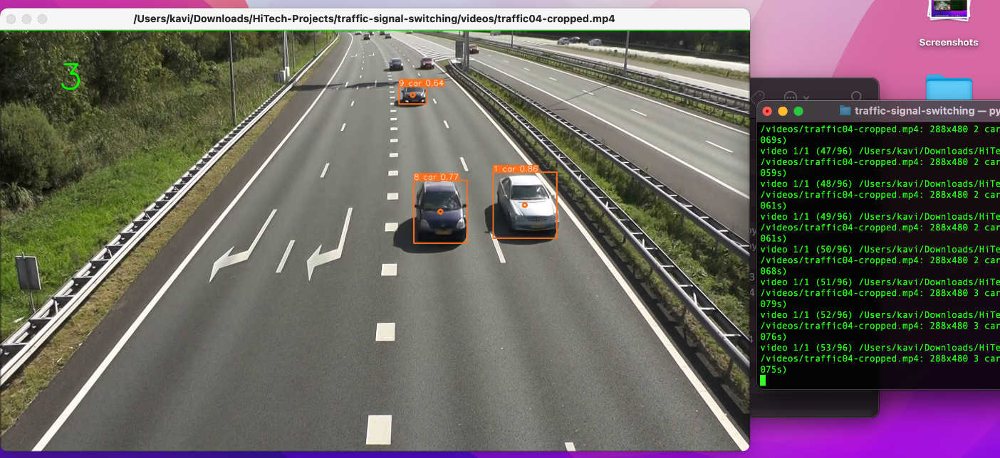 /Users/kavi/Downloads/HiTech-Projects/traffic-signal-switching/videos/traffic04-cropped.mp4
3
9 car 0.64
8 car 0.77
1 car 0.86
Screenshots
traffic-signal-switching — py
/videos/traffic04-cropped.mp4: 288x480 2 car
069s)
video 1/1 (47/96) /Users/kavi/Downloads/HiTe
/videos/traffic04-cropped.mp4: 288x480 2 car
059s)
video 1/1 (48/96) /Users/kavi/Downloads/HiTe
/videos/traffic04-cropped.mp4: 288x480 2 car
061s)
video 1/1 (49/96) /Users/kavi/Downloads/HiTe
/videos/traffic04-cropped.mp4: 288x480 2 car
061s)
video 1/1 (50/96) /Users/kavi/Downloads/HiTe
/videos/traffic04-cropped.mp4: 288x480 2 car
068s)
video 1/1 (51/96) /Users/kavi/Downloads/HiTe
/videos/traffic04-cropped.mp4: 288x480 3 car
079s)
video 1/1 (52/96) /Users/kavi/Downloads/HiTe
/videos/traffic04-cropped.mp4: 288x480 3 car
076s)
video 1/1 (53/96) /Users/kavi/Downloads/HiTe
/videos/traffic04-cropped.mp4: 288x480 3 car
075s)